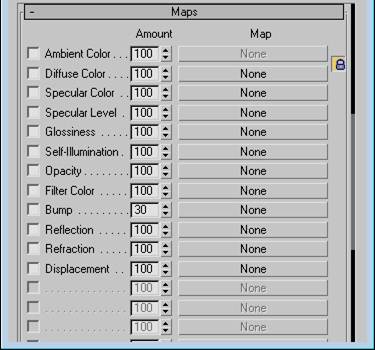 - Maps
Amount Map
Ambient Color . . . 100 None
Diffuse Color . . . . 100 None
Specular Color . . 100 None
Specular Level . 100 None
Glossiness . . . . . 100 None
Self-Illumination . 100 None
Opacity . . . . . . . . 100 None
Filter Color . . . . . 100 None
Bump . . . . . . . . . 30 None
Reflection . . . . . 100 None
Refraction . . . . . 100 None
Displacement . . 100 None
. . . . . . . . . . . . . . 100 None
. . . . . . . . . . . . . . 100 None
. . . . . . . . . . . . . . 100 None